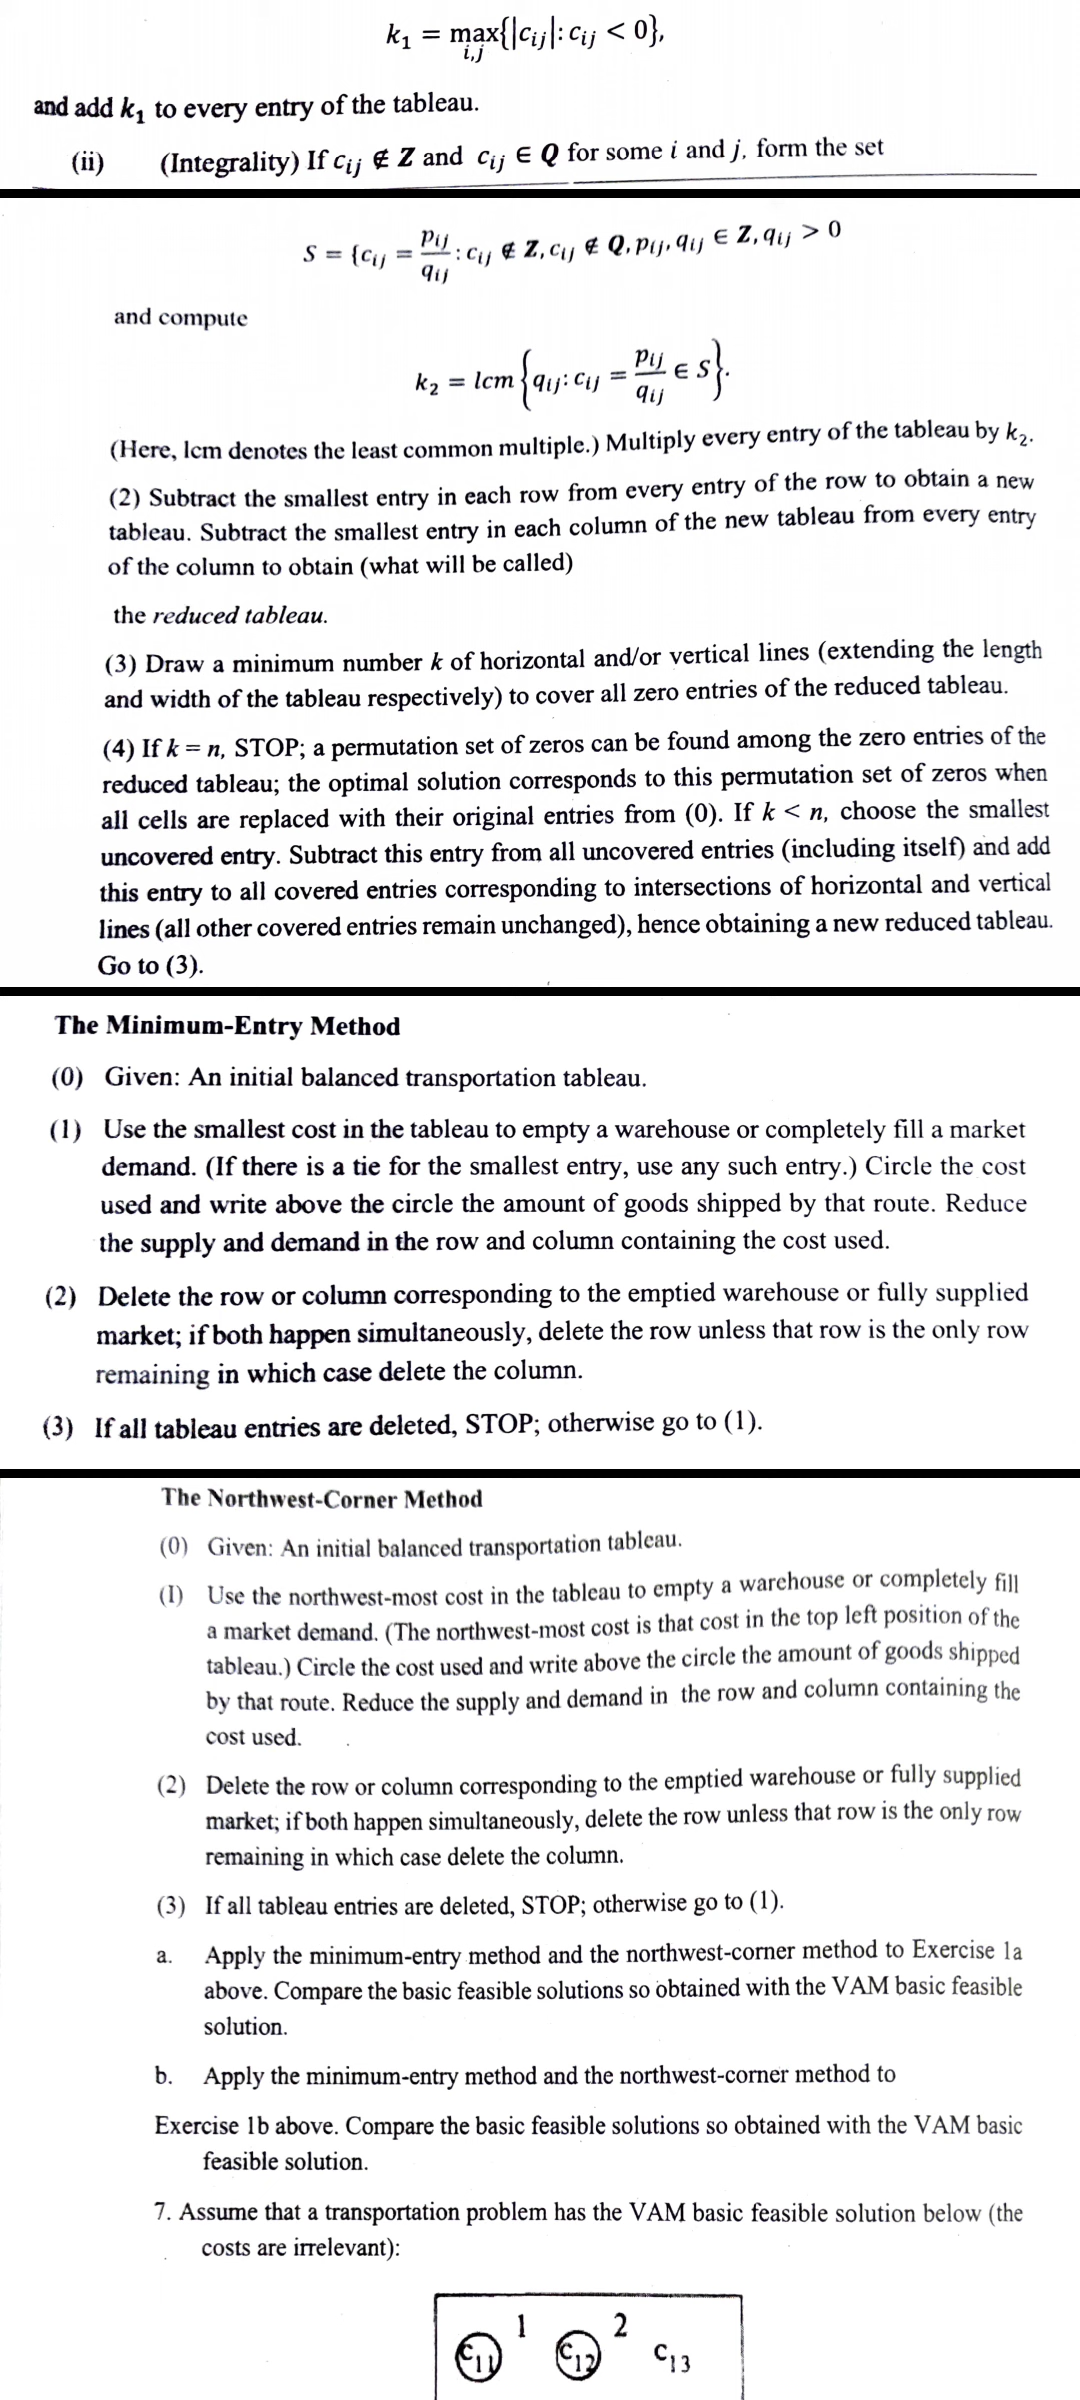 k₁ = max{|cᵢⱼ|: cᵢⱼ < 0},
i,j
and add k₁ to every entry of the tableau.
(ii) (Integrality) If cᵢⱼ ∉ Z and cᵢⱼ ∈ Q for some i and j, form the set
S = {cᵢⱼ = pᵢⱼ/qᵢⱼ : cᵢⱼ ∉ Z, cᵢⱼ ∉ Q, pᵢⱼ, qᵢⱼ ∈ Z, qᵢⱼ > 0
and compute
k₂ = lcm {qᵢⱼ: cᵢⱼ = pᵢⱼ/qᵢⱼ ∈ S}.
(Here, lcm denotes the least common multiple.) Multiply every entry of the tableau by k₂.
(2) Subtract the smallest entry in each row from every entry of the row to obtain a new
tableau. Subtract the smallest entry in each column of the new tableau from every entry
of the column to obtain (what will be called)
the reduced tableau.
(3) Draw a minimum number k of horizontal and/or vertical lines (extending the length
and width of the tableau respectively) to cover all zero entries of the reduced tableau.
(4) If k = n, STOP; a permutation set of zeros can be found among the zero entries of the
reduced tableau; the optimal solution corresponds to this permutation set of zeros when
all cells are replaced with their original entries from (0). If k < n, choose the smallest
uncovered entry. Subtract this entry from all uncovered entries (including itself) and add
this entry to all covered entries corresponding to intersections of horizontal and vertical
lines (all other covered entries remain unchanged), hence obtaining a new reduced tableau.
Go to (3).
The Minimum-Entry Method
(0) Given: An initial balanced transportation tableau.
(1) Use the smallest cost in the tableau to empty a warehouse or completely fill a market
demand. (If there is a tie for the smallest entry, use any such entry.) Circle the cost
used and write above the circle the amount of goods shipped by that route. Reduce
the supply and demand in the row and column containing the cost used.
(2) Delete the row or column corresponding to the emptied warehouse or fully supplied
market; if both happen simultaneously, delete the row unless that row is the only row
remaining in which case delete the column.
(3) If all tableau entries are deleted, STOP; otherwise go to (1).
The Northwest-Corner Method
(0) Given: An initial balanced transportation tableau.
(I) Use the northwest-most cost in the tableau to empty a warehouse or completely fill
a market demand. (The northwest-most cost is that cost in the top left position of the
tableau.) Circle the cost used and write above the circle the amount of goods shipped
by that route. Reduce the supply and demand in the row and column containing the
cost used.
(2) Delete the row or column corresponding to the emptied warehouse or fully supplied
market; if both happen simultaneously, delete the row unless that row is the only row
remaining in which case delete the column.
(3) If all tableau entries are deleted, STOP; otherwise go to (1).
a. Apply the minimum-entry method and the northwest-corner method to Exercise 1a
above. Compare the basic feasible solutions so obtained with the VAM basic feasible
solution.
b. Apply the minimum-entry method and the northwest-corner method to
Exercise 1b above. Compare the basic feasible solutions so obtained with the VAM basic
feasible solution.
7. Assume that a transportation problem has the VAM basic feasible solution below (the
costs are irrelevant):
c₁₁ 1 c₁₂ 2 c₁₃